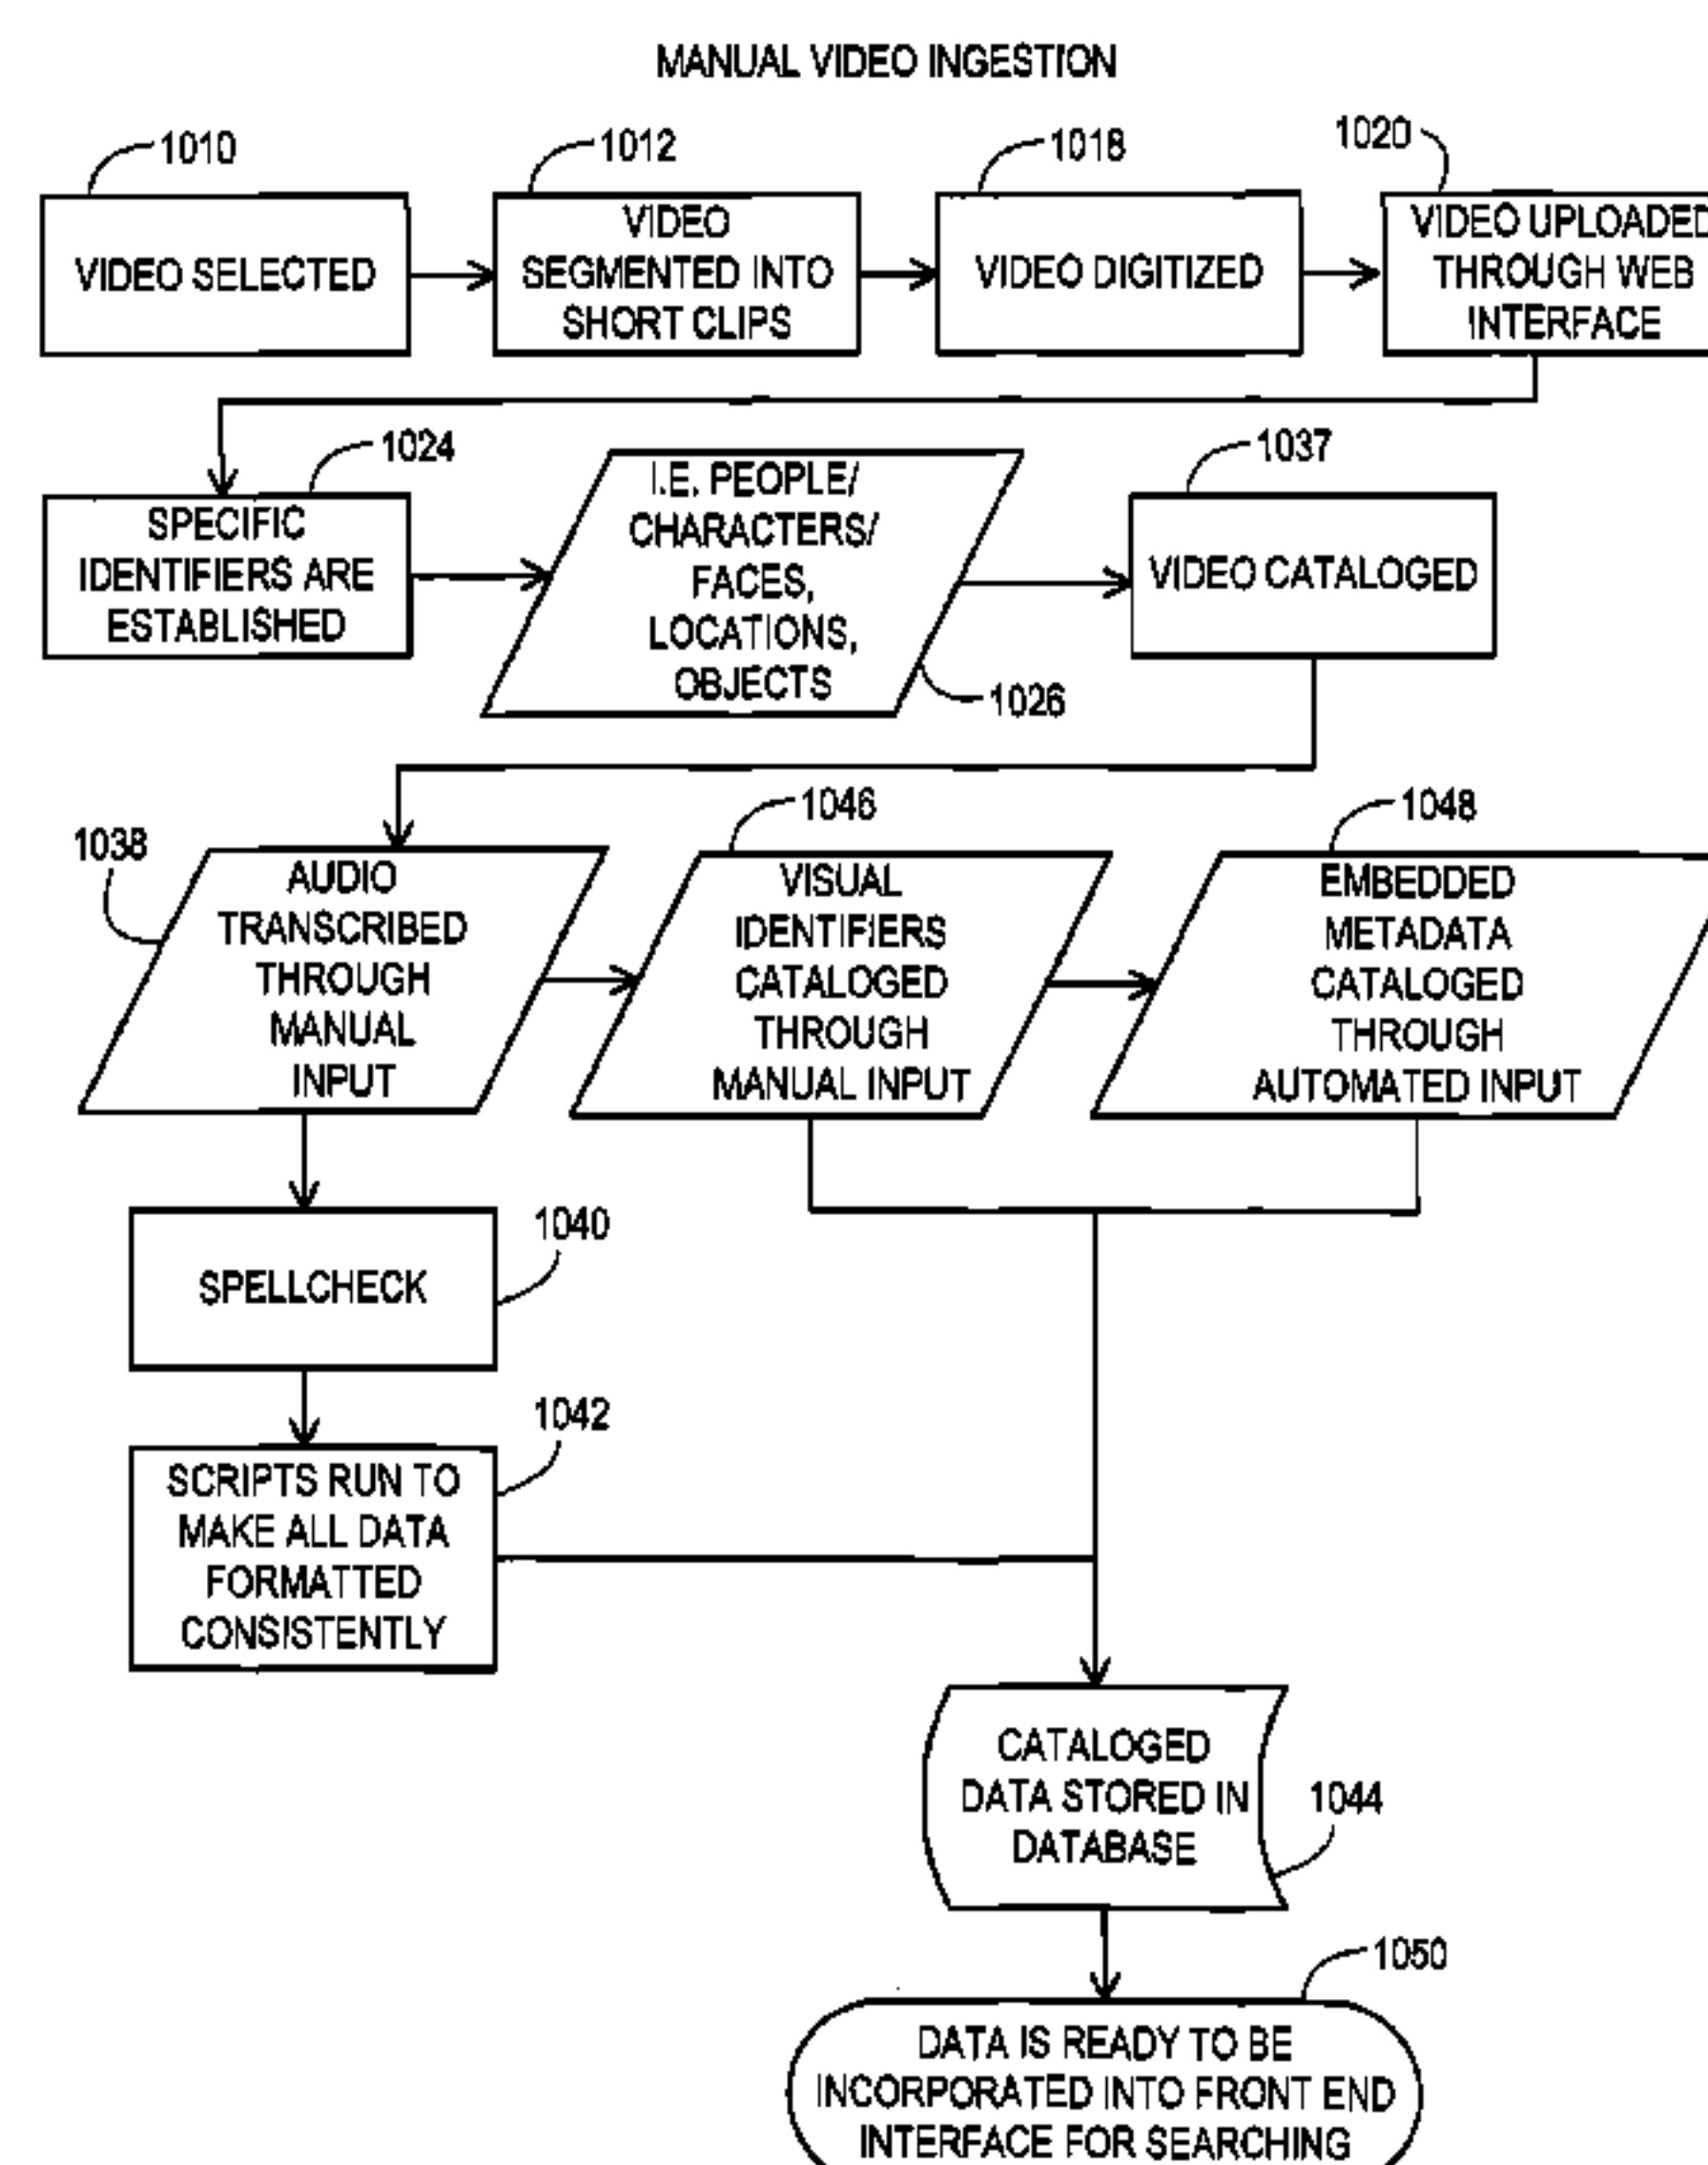 MANUAL VIDEO INGESTION
1010
1012
1018
1020
VIDEO SELECTED
VIDEO
SEGMENTED INTO
SHORT CLIPS
VIDEO DIGITIZED
VIDEO UPLOADED
THROUGH WEB
INTERFACE
1024
SPECIFIC
IDENTIFIERS ARE
ESTABLISHED
I.E. PEOPLE/
CHARACTERS/
FACES,
LOCATIONS,
OBJECTS
1026
1037
VIDEO CATALOGED
1038
AUDIO
TRANSCRIBED
THROUGH
MANUAL
INPUT
1046
VISUAL
IDENTIFIERS
CATALOGED
THROUGH
MANUAL INPUT
1048
EMBEDDED
METADATA
CATALOGED
THROUGH
AUTOMATED INPUT
1040
SPELLCHECK
1042
SCRIPTS RUN TO
MAKE ALL DATA
FORMATTED
CONSISTENTLY
CATALOGED
DATA STORED IN
DATABASE
1044
1050
DATA IS READY TO BE
INCORPORATED INTO FRONT END
INTERFACE FOR SEARCHING